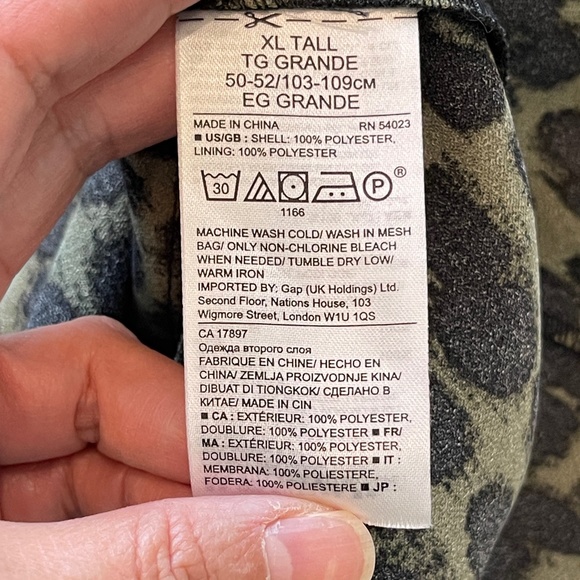 XL TALL
TG GRANDE
50-52/103-109CM
EG GRANDE
MADE IN CHINA RN 54023
■ US/GB : SHELL: 100% POLYESTER,
LINING: 100% POLYESTER
30 P ®
1166
MACHINE WASH COLD/ WASH IN MESH
BAG/ ONLY NON-CHLORINE BLEACH
WHEN NEEDED/ TUMBLE DRY LOW/
WARM IRON
IMPORTED BY: Gap (UK Holdings) Ltd.
Second Floor, Nations House, 103
Wigmore Street, London W1U 1QS
CA 17897
Одежда второго слоя
FABRIQUE EN CHINE/ HECHO EN
CHINA/ ZEMLJA PROIZVODNJE KINA/
DIBUAT DI TIONGKOK/ СДЕЛАНО В
КИТАЕ/ MADE IN CIN
■ CA : EXTÉRIEUR: 100% POLYESTER,
DOUBLURE: 100% POLYESTER ■ FR/
MA : EXTÉRIEUR: 100% POLYESTER,
DOUBLURE: 100% POLYESTER ■ IT :
MEMBRANA: 100% POLIESTERE,
FODERA: 100% POLIESTERE ■ JP :